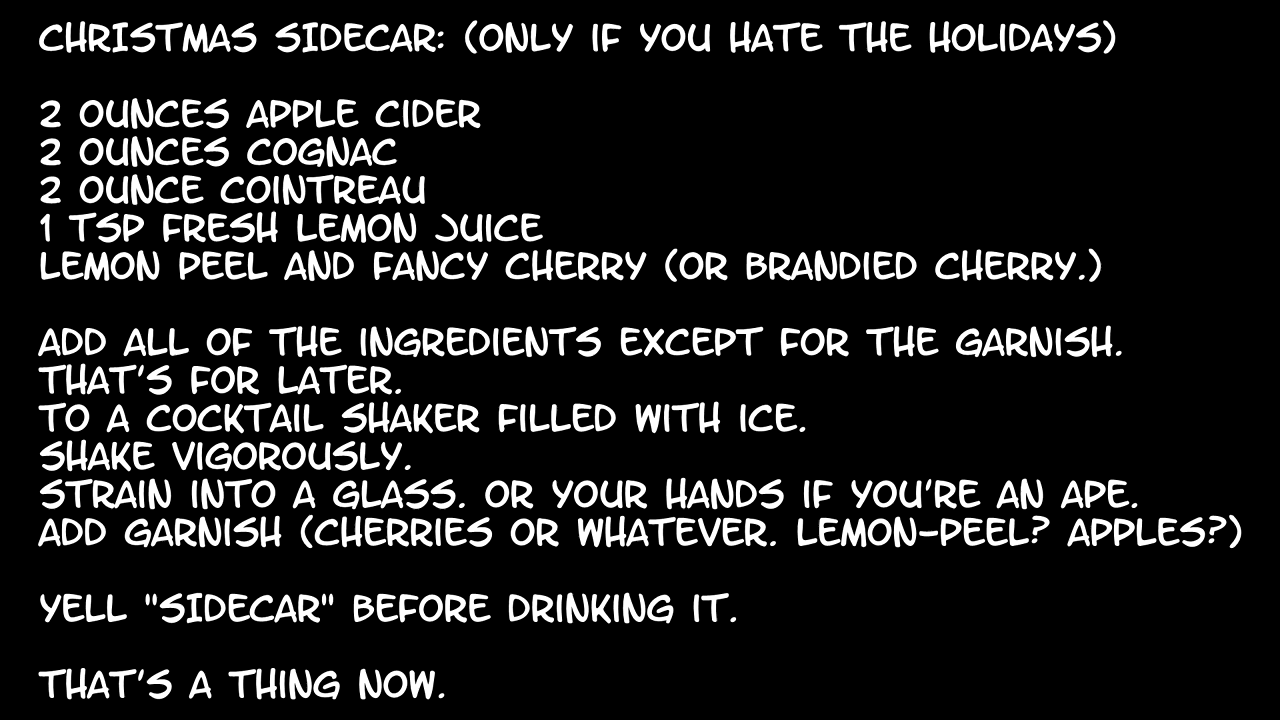 CHRISTMAS SIDECAR: (ONLY IF YOU HATE THE HOLIDAYS)
2 OUNCES APPLE CIDER
2 OUNCES COGNAC
2 OUNCE COINTREAU
1 TSP FRESH LEMON JUICE
LEMON PEEL AND FANCY CHERRY (OR BRANDIED CHERRY.)
ADD ALL OF THE INGREDIENTS EXCEPT FOR THE GARNISH.
THAT'S FOR LATER.
TO A COCKTAIL SHAKER FILLED WITH ICE.
SHAKE VIGOROUSLY.
STRAIN INTO A GLASS. OR YOUR HANDS IF YOU'RE AN APE.
ADD GARNISH (CHERRIES OR WHATEVER. LEMON-PEEL? APPLES?)
YELL "SIDECAR" BEFORE DRINKING IT.
THAT'S A THING NOW.